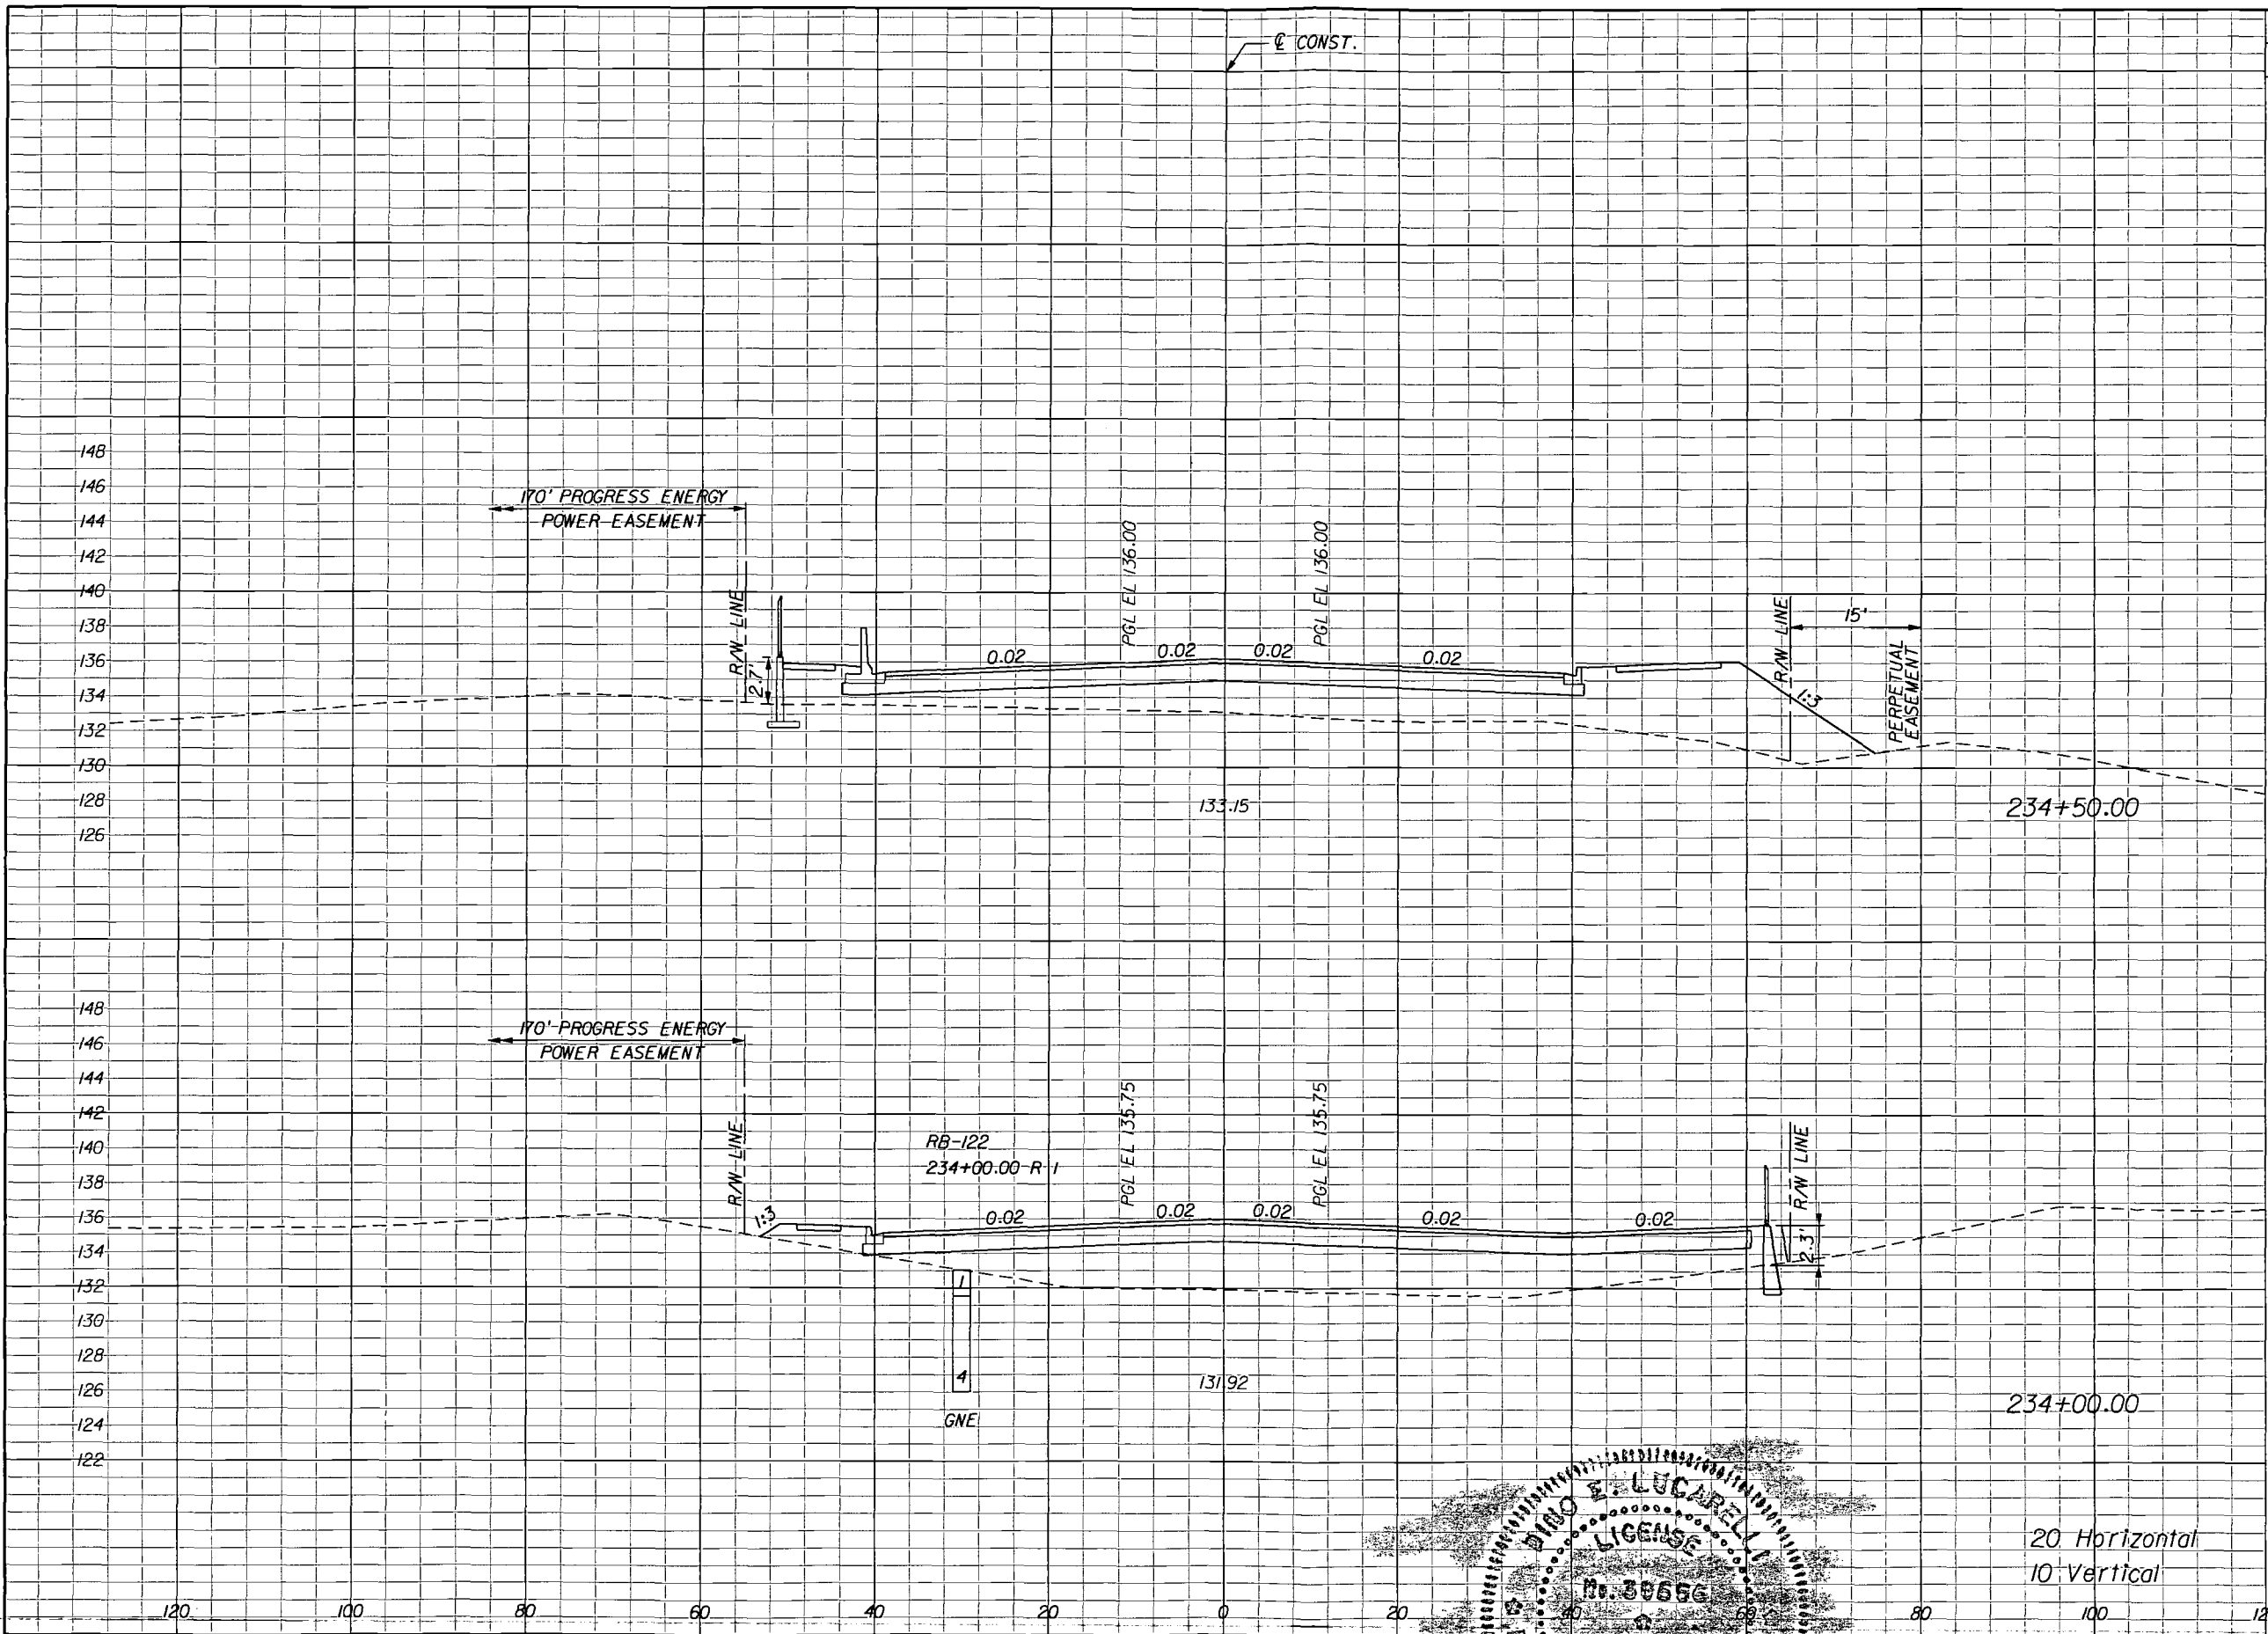 ℄ CONST.
148
146
144
142
140
138
136
134
132
130
128
126
170' PROGRESS ENERGY
POWER EASEMENT
R/W LINE
2.7'
0.02
PGL EL 136.00
0.02
0.02
PGL EL 136.00
0.02
R/W LINE
15'
1:3
PERPETUAL
EASEMENT
133.15
234+50.00
148
146
144
142
140
138
136
134
132
130
128
126
124
122
170' PROGRESS ENERGY
POWER EASEMENT
R/W LINE
1:3
RB-122
234+00.00 R 1
0.02
PGL EL 135.75
0.02
0.02
PGL EL 135.75
0.02
0.02
2.3'
R/W LINE
1
4
GNE
131.92
234+00.00
DINO E. LUCARELLI
LICENSE
20 Horizontal
10 Vertical
120
100
80
60
40
20
0
20
40
60
80
100